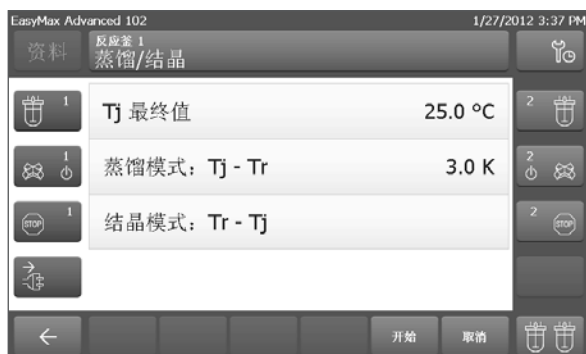 EasyMax Advanced 102
1/27/2012 3:37 PM
资料
反应釜 1
蒸馏/结晶
1
Tj 最终值
25.0 °C
2
1
蒸馏模式：Tj - Tr
3.0 K
2
STOP
1
结晶模式：Tr - Tj
2
STOP
开始
取消